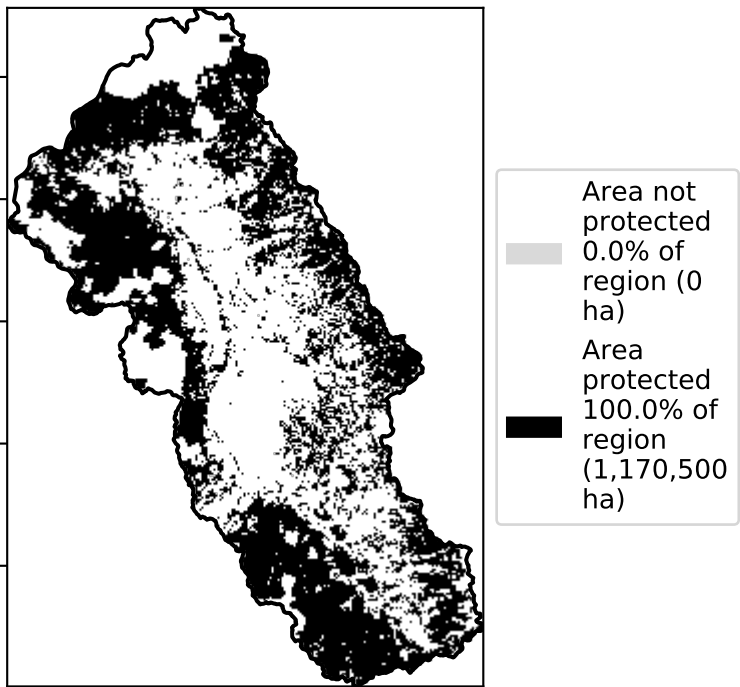 Area not
protected
0.0% of
region (0
ha)
Area
protected
100.0% of
region
(1,170,500
ha)